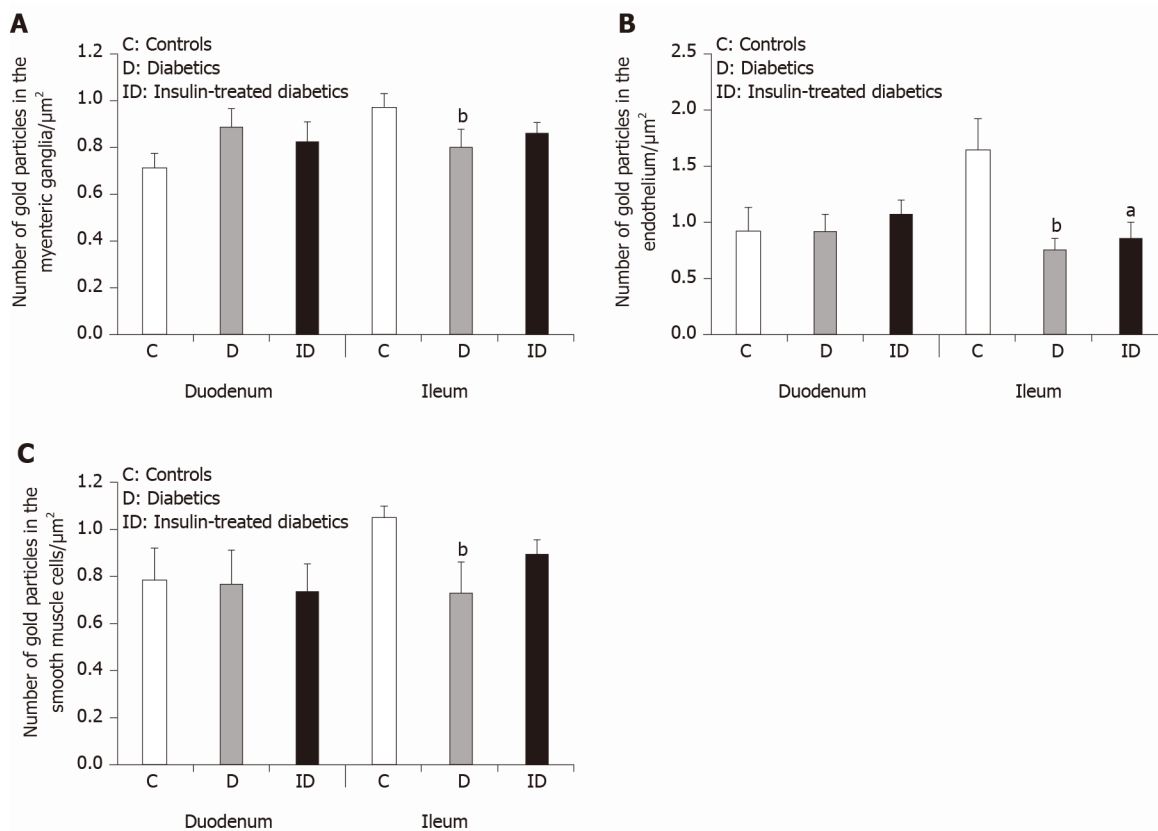 A
Number of gold particles in the
myenteric ganglia/µm²
1.2
1.0
0.8
0.6
0.4
0.2
0.0
C: Controls
D: Diabetics
ID: Insulin-treated diabetics
b
C D ID C D ID
Duodenum Ileum
B
Number of gold particles in the
endothelium/µm²
2.5
2.0
1.5
1.0
0.5
0.0
C: Controls
D: Diabetics
ID: Insulin-treated diabetics
b a
C D ID C D ID
Duodenum Ileum
C
Number of gold particles in the
smooth muscle cells/µm²
1.2
1.0
0.8
0.6
0.4
0.2
0.0
C: Controls
D: Diabetics
ID: Insulin-treated diabetics
b
C D ID C D ID
Duodenum Ileum